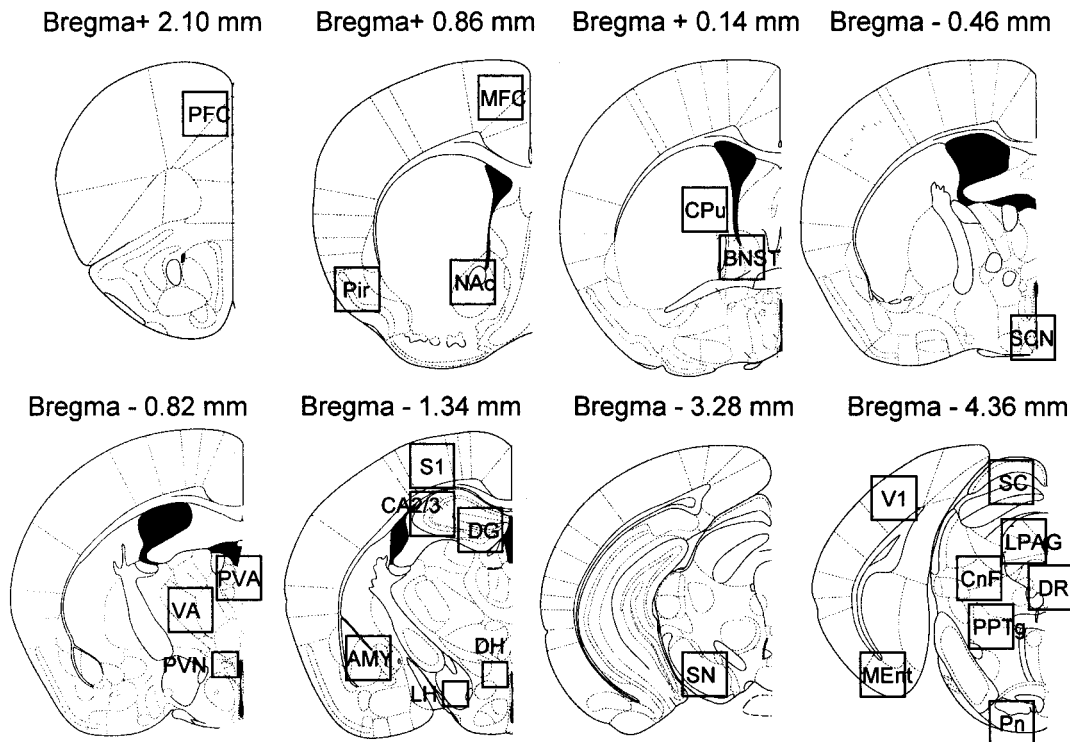 Bregma+ 2.10 mm
Bregma+ 0.86 mm
Bregma + 0.14 mm
Bregma - 0.46 mm
PFC
MFC
CPu
BNST
Pir
NAc
SCN
Bregma - 0.82 mm
Bregma - 1.34 mm
Bregma - 3.28 mm
Bregma - 4.36 mm
S1
CA2/3
DG
V1
SC
LPAG
PVA
VA
CnF
DR
PPTg
PVN
AMY
DH
LH
SN
MEnt
Pn